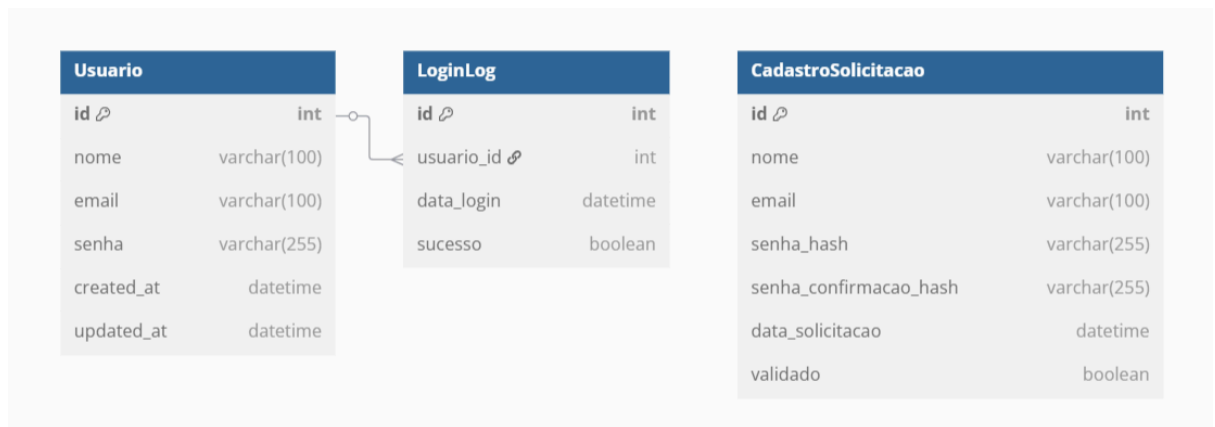 Usuario
id int
nome varchar(100)
email varchar(100)
senha varchar(255)
created_at datetime
updated_at datetime
LoginLog
id int
usuario_id int
data_login datetime
sucesso boolean
CadastroSolicitacao
id int
nome varchar(100)
email varchar(100)
senha_hash varchar(255)
senha_confirmacao_hash varchar(255)
data_solicitacao datetime
validado boolean